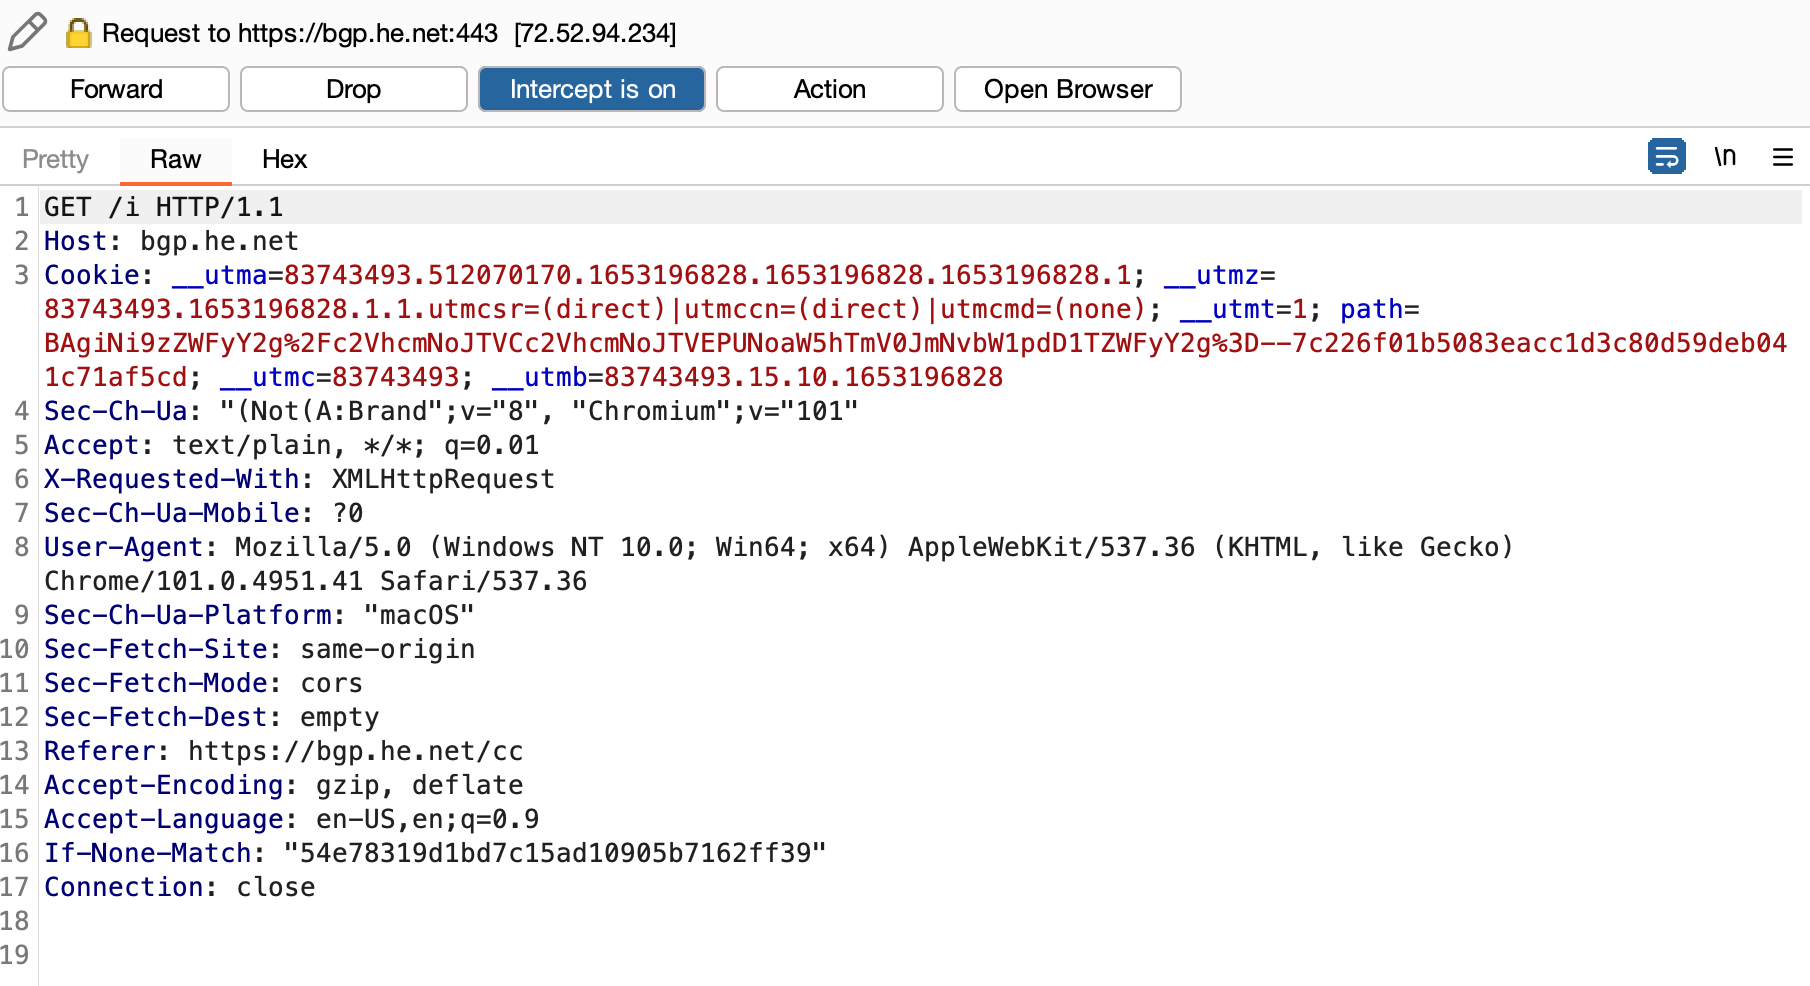 Request to https://bgp.he.net:443 [72.52.94.234]
Forward Drop Intercept is on Action Open Browser
Pretty Raw Hex \n
1 GET /i HTTP/1.1
2 Host: bgp.he.net
3 Cookie: __utma=83743493.512070170.1653196828.1653196828.1653196828.1; __utmz=
83743493.1653196828.1.1.utmcsr=(direct)|utmccn=(direct)|utmcmd=(none); __utmt=1; path=
BAgiNi9zZWFyY2g%2Fc2VhcmNoJTVCc2VhcmNoJTVEPUNoaW5hTmV0JmNvbW1pdD1TZWFyY2g%3D--7c226f01b5083eacc1d3c80d59deb04
1c71af5cd; __utmc=83743493; __utmb=83743493.15.10.1653196828
4 Sec-Ch-Ua: "(Not(A:Brand";v="8", "Chromium";v="101"
5 Accept: text/plain, */*; q=0.01
6 X-Requested-With: XMLHttpRequest
7 Sec-Ch-Ua-Mobile: ?0
8 User-Agent: Mozilla/5.0 (Windows NT 10.0; Win64; x64) AppleWebKit/537.36 (KHTML, like Gecko)
Chrome/101.0.4951.41 Safari/537.36
9 Sec-Ch-Ua-Platform: "macOS"
10 Sec-Fetch-Site: same-origin
11 Sec-Fetch-Mode: cors
12 Sec-Fetch-Dest: empty
13 Referer: https://bgp.he.net/cc
14 Accept-Encoding: gzip, deflate
15 Accept-Language: en-US,en;q=0.9
16 If-None-Match: "54e78319d1bd7c15ad10905b7162ff39"
17 Connection: close
18
19